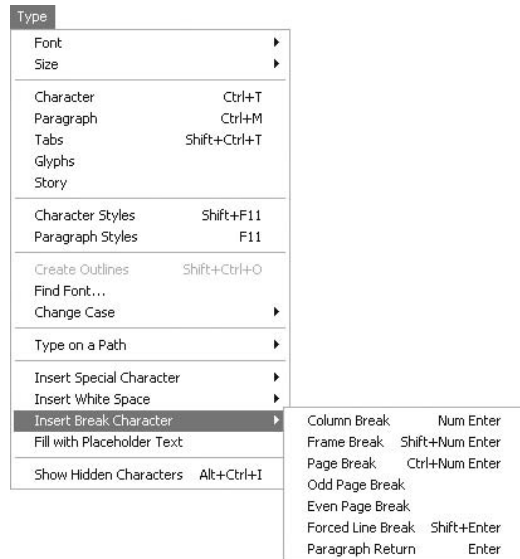 Type
Font
Size
Character Ctrl+T
Paragraph Ctrl+M
Tabs Shift+Ctrl+T
Glyphs
Story
Character Styles Shift+F11
Paragraph Styles F11
Create Outlines Shift+Ctrl+O
Find Font...
Change Case
Type on a Path
Insert Special Character
Insert White Space
Insert Break Character
Fill with Placeholder Text
Show Hidden Characters Alt+Ctrl+I
Column Break Num Enter
Frame Break Shift+Num Enter
Page Break Ctrl+Num Enter
Odd Page Break
Even Page Break
Forced Line Break Shift+Enter
Paragraph Return Enter